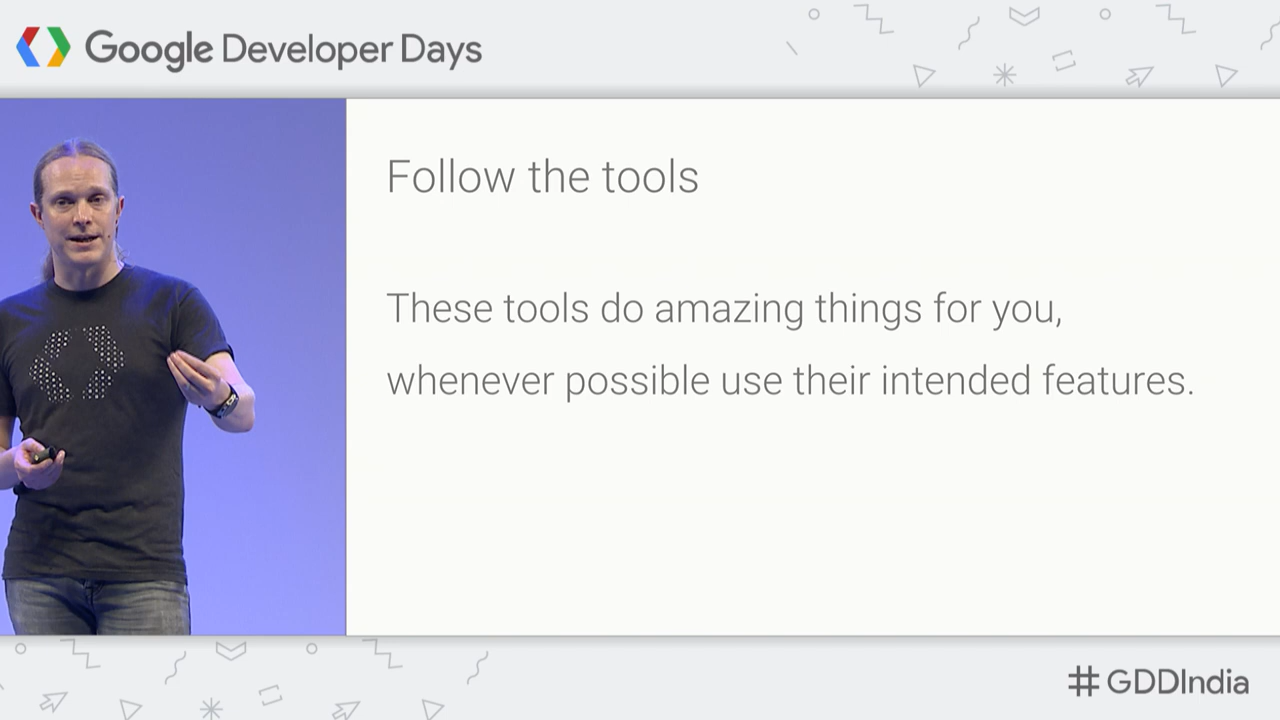 Google Developer Days
Follow the tools
These tools do amazing things for you,
whenever possible use their intended features.
#GDDIndia